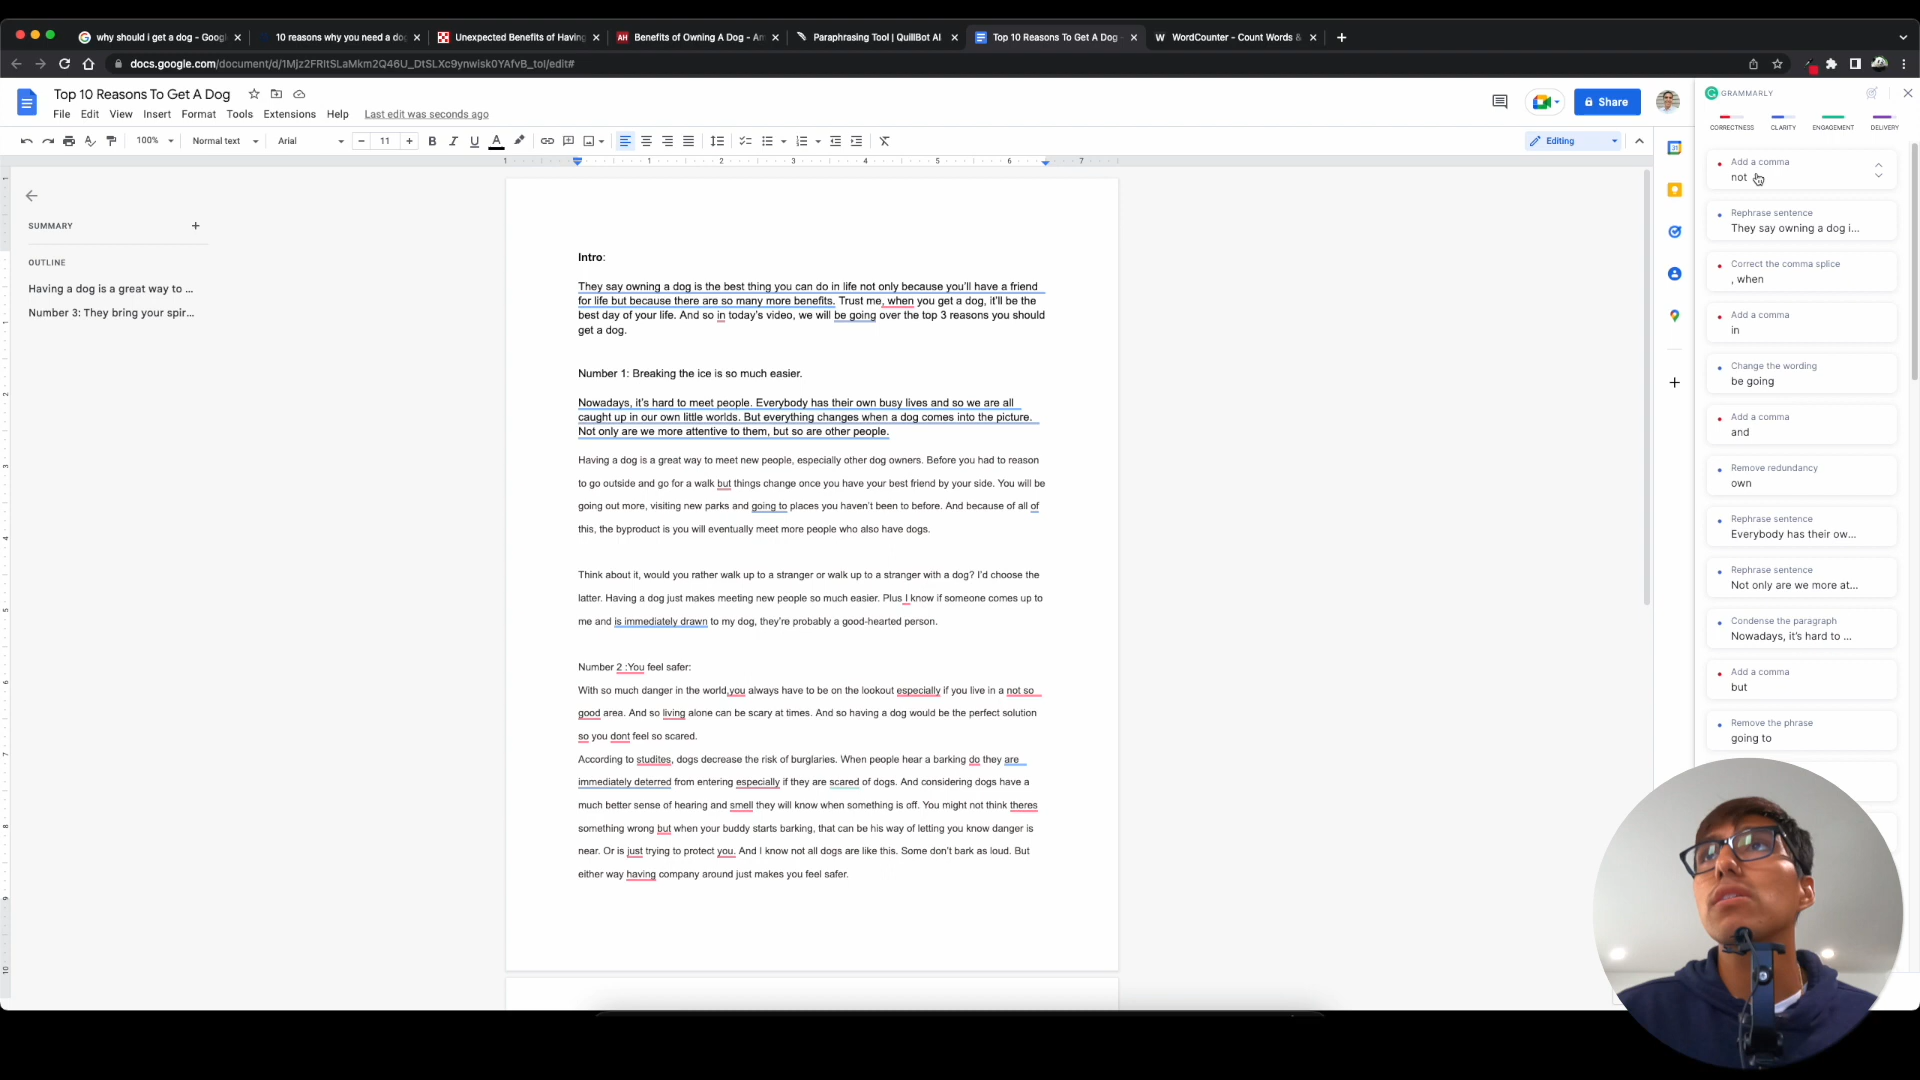 why should i get a dog - Goog
10 reasons why you need a do
Unexpected Benefits of Having
AH Benefits of Owning A Dog - An
Paraphrasing Tool | QuillBot AI
Top 10 Reasons To Get A Dog
W WordCounter - Count Words &
docs.google.com/document/d/1Mjz2FRItSLaMkm2Q46U_DtSLXc9ynwisk0YAfvB_toI/edit#
Top 10 Reasons To Get A Dog
File Edit View Insert Format Tools Extensions Help Last edit was seconds ago
Share
100% Normal text Arial 11 B I U A
Editing
1 1 2 3 4 5 6 7
SUMMARY
OUTLINE
Having a dog is a great way to ...
Number 3: They bring your spir...
Intro:
They say owning a dog is the best thing you can do in life not only because you'll have a friend
for life but because there are so many more benefits. Trust me, when you get a dog, it'll be the
best day of your life. And so in today's video, we will be going over the top 3 reasons you should
get a dog.
Number 1: Breaking the ice is so much easier.
Nowadays, it's hard to meet people. Everybody has their own busy lives and so we are all
caught up in our own little worlds. But everything changes when a dog comes into the picture.
Not only are we more attentive to them, but so are other people.
Having a dog is a great way to meet new people, especially other dog owners. Before you had to reason
to go outside and go for a walk but things change once you have your best friend by your side. You will be
going out more, visiting new parks and going to places you haven't been to before. And because of all of
this, the byproduct is you will eventually meet more people who also have dogs.
Think about it, would you rather walk up to a stranger or walk up to a stranger with a dog? I'd choose the
latter. Having a dog just makes meeting new people so much easier. Plus I know if someone comes up to
me and is immediately drawn to my dog, they're probably a good-hearted person.
Number 2 :You feel safer:
With so much danger in the world,you always have to be on the lookout especially if you live in a not so
good area. And so living alone can be scary at times. And so having a dog would be the perfect solution
so you dont feel so scared.
According to studites, dogs decrease the risk of burglaries. When people hear a barking do they are
immediately deterred from entering especially if they are scared of dogs. And considering dogs have a
much better sense of hearing and smell they will know when something is off. You might not think theres
something wrong but when your buddy starts barking, that can be his way of letting you know danger is
near. Or is just trying to protect you. And I know not all dogs are like this. Some don't bark as loud. But
either way having company around just makes you feel safer.
GRAMMARLY
CORRECTNESS CLARITY ENGAGEMENT DELIVERY
Add a comma
not
Rephrase sentence
They say owning a dog i...
Correct the comma splice
, when
Add a comma
in
Change the wording
be going
Add a comma
and
Remove redundancy
own
Rephrase sentence
Everybody has their ow...
Rephrase sentence
Not only are we more at...
Condense the paragraph
Nowadays, it's hard to ...
Add a comma
but
Remove the phrase
going to